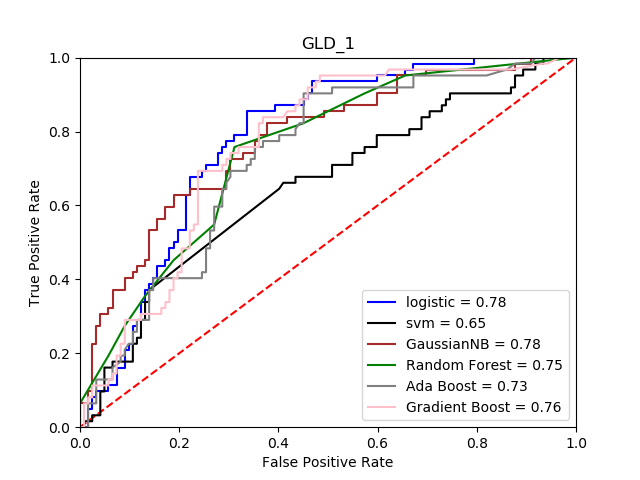 GLD_1
True Positive Rate
1.0
0.8
0.6
0.4
0.2
0.0
logistic = 0.78
svm = 0.65
GaussianNB = 0.78
Random Forest = 0.75
Ada Boost = 0.73
Gradient Boost = 0.76
0.0 0.2 0.4 0.6 0.8 1.0
False Positive Rate